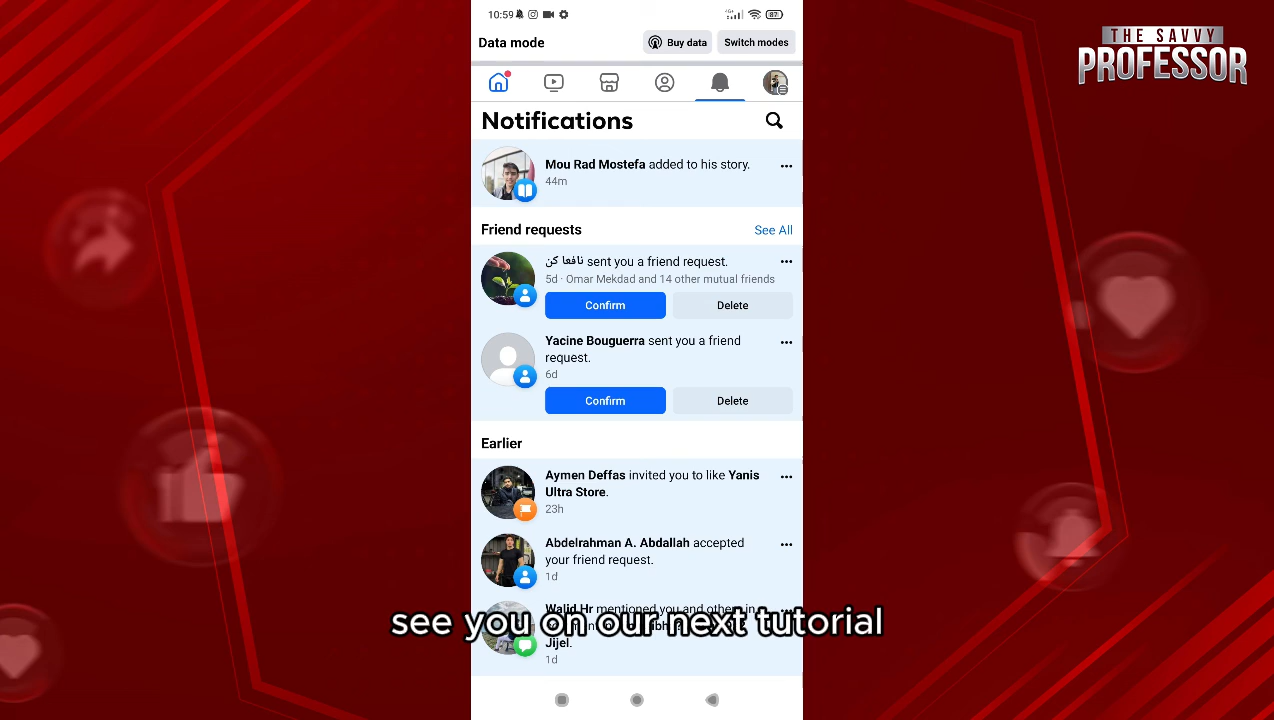 10:59
87
Data mode
Buy data
Switch modes
THE SAVVY
PROFESSOR
Notifications
Mou Rad Mostefa added to his story.
44m
Friend requests
See All
نافعا كن sent you a friend request.
5d · Omar Mekdad and 14 other mutual friends
Confirm
Delete
Yacine Bouguerra sent you a friend
request.
6d
Confirm
Delete
Earlier
Aymen Deffas invited you to like Yanis
Ultra Store.
23h
Abdelrahman A. Abdallah accepted
your friend request.
1d
Walid Hr mentioned you and others in
see you on our next tutorial
Jijel.
1d